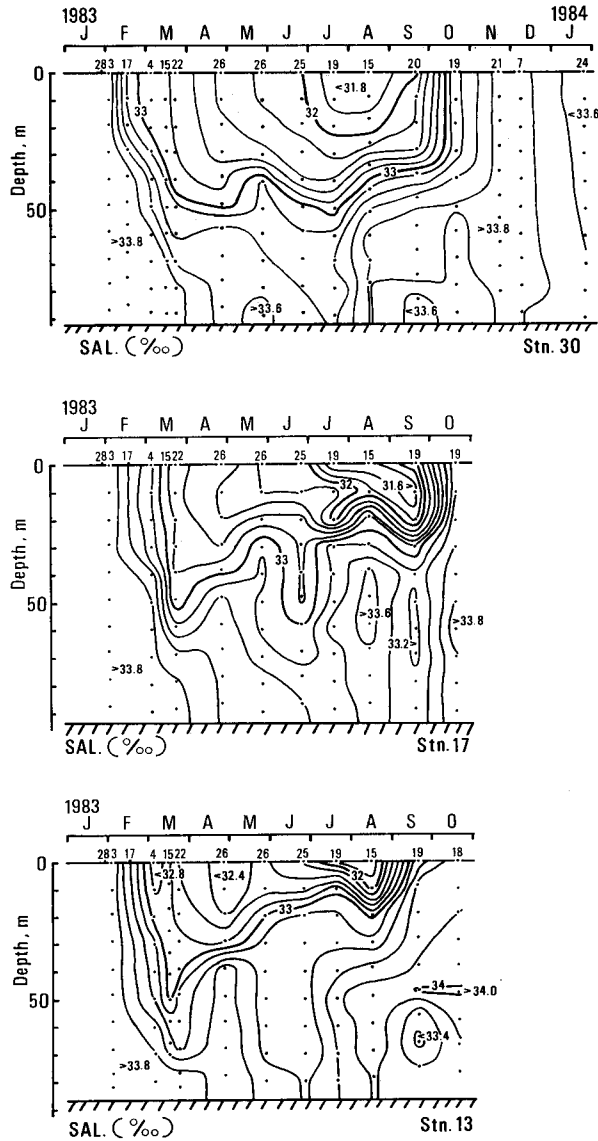 1983 1984
J F M A M J J A S O N D J
28 3 17 4 15 22 26 26 25 19 15 20 19 21 7 24
0
50
Depth, m
33
32
<31.8
33
<33.6
>33.8
>33.6
<33.6
>33.8
SAL. (‰) Stn. 30
1983
J F M A M J J A S O
28 3 17 4 15 22 26 26 25 19 15 19 19
0
50
Depth, m
32
31.6>
33
>33.6
33.2>
>33.8
>33.8
SAL. (‰) Stn. 17
1983
J F M A M J J A S O
28 3 17 4 15 22 26 26 25 19 15 19 18
0
50
Depth, m
<32.8
<32.4
32
33
34
>34.0
<33.4
>33.8
SAL. (‰) Stn. 13